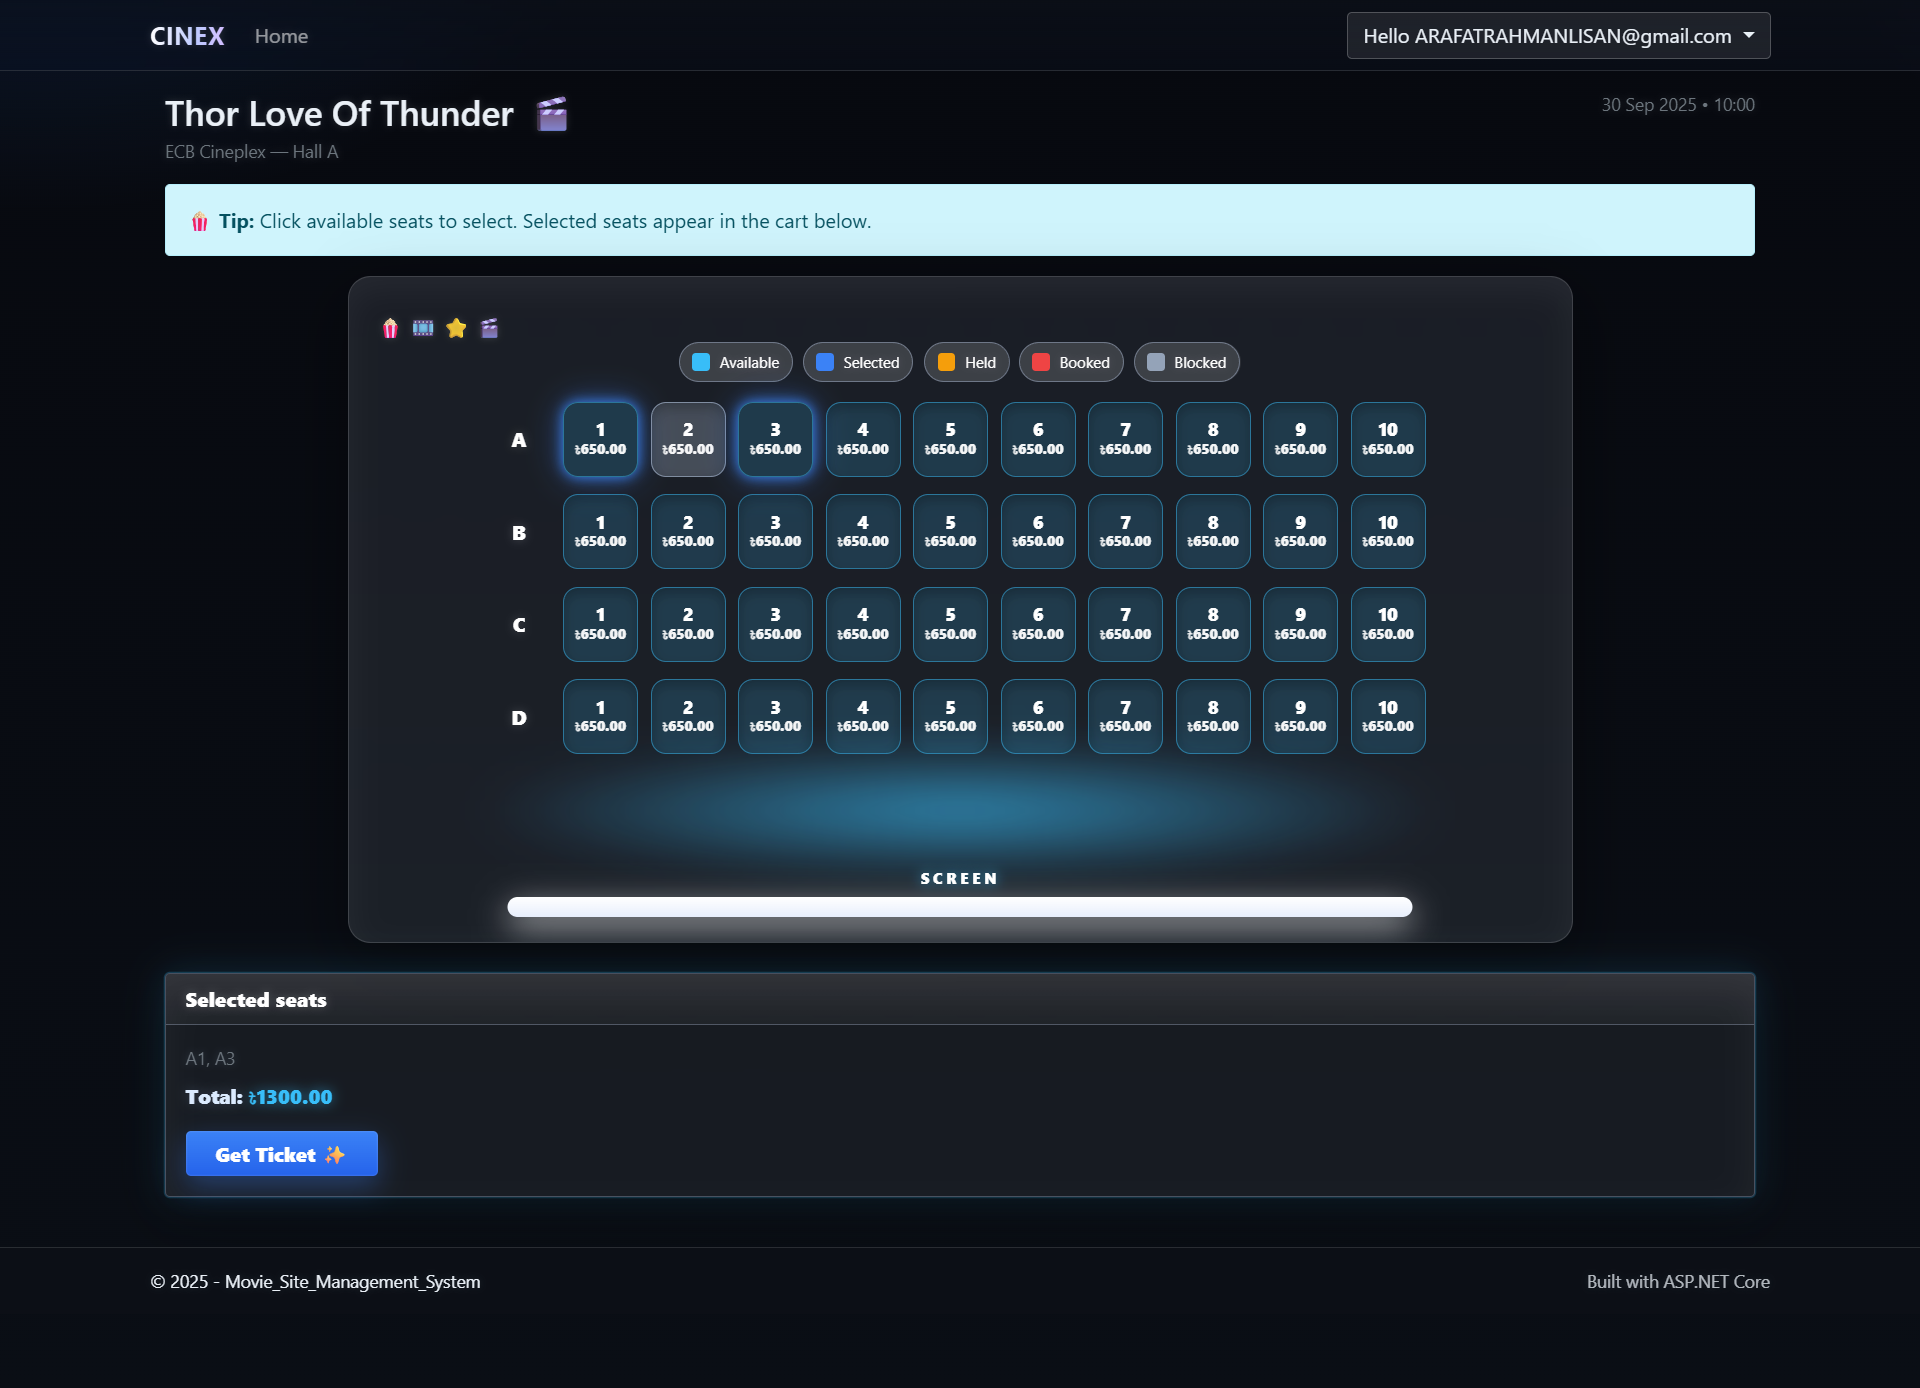 CINEX Home Hello ARAFATRAHMANLISAN@gmail.com
Thor Love Of Thunder 🎬 30 Sep 2025 • 10:00
ECB Cineplex — Hall A
🍿 Tip: Click available seats to select. Selected seats appear in the cart below.
🍿 🎞️ ⭐ 🎬
Available Selected Held Booked Blocked
1 2 3 4 5 6 7 8 9 10
A
৳650.00 ৳650.00 ৳650.00 ৳650.00 ৳650.00 ৳650.00 ৳650.00 ৳650.00 ৳650.00 ৳650.00
1 2 3 4 5 6 7 8 9 10
B
৳650.00 ৳650.00 ৳650.00 ৳650.00 ৳650.00 ৳650.00 ৳650.00 ৳650.00 ৳650.00 ৳650.00
1 2 3 4 5 6 7 8 9 10
C
৳650.00 ৳650.00 ৳650.00 ৳650.00 ৳650.00 ৳650.00 ৳650.00 ৳650.00 ৳650.00 ৳650.00
1 2 3 4 5 6 7 8 9 10
D
৳650.00 ৳650.00 ৳650.00 ৳650.00 ৳650.00 ৳650.00 ৳650.00 ৳650.00 ৳650.00 ৳650.00
SCREEN
Selected seats
A1, A3
Total: ৳1300.00
Get Ticket ✨
© 2025 - Movie_Site_Management_System Built with ASP.NET Core